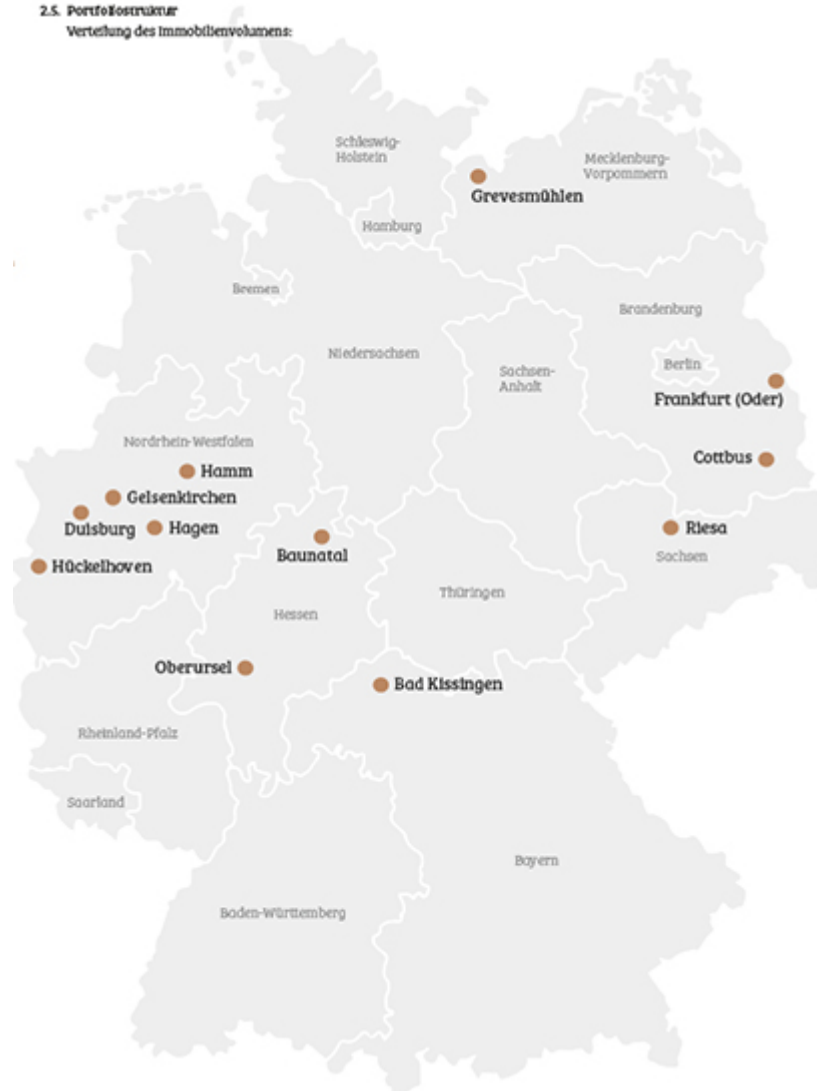 2.5. Portfoliostruktur
Verteilung des Immobilienvolumens:
Schleswig-
Holstein
Mecklenburg-
Vorpommern
Grevesmühlen
Hamburg
Bremen
Brandenburg
Niedersachsen
Berlin
Sachsen-
Anhalt
Frankfurt (Oder)
Nordrhein-Westfalen
Cottbus
Hamm
Gelsenkirchen
Duisburg
Hagen
Riesa
Baunatal
Sachsen
Hückelhoven
Thüringen
Hessen
Oberursel
Bad Kissingen
Rheinland-Pfalz
Saarland
Bayern
Baden-Württemberg